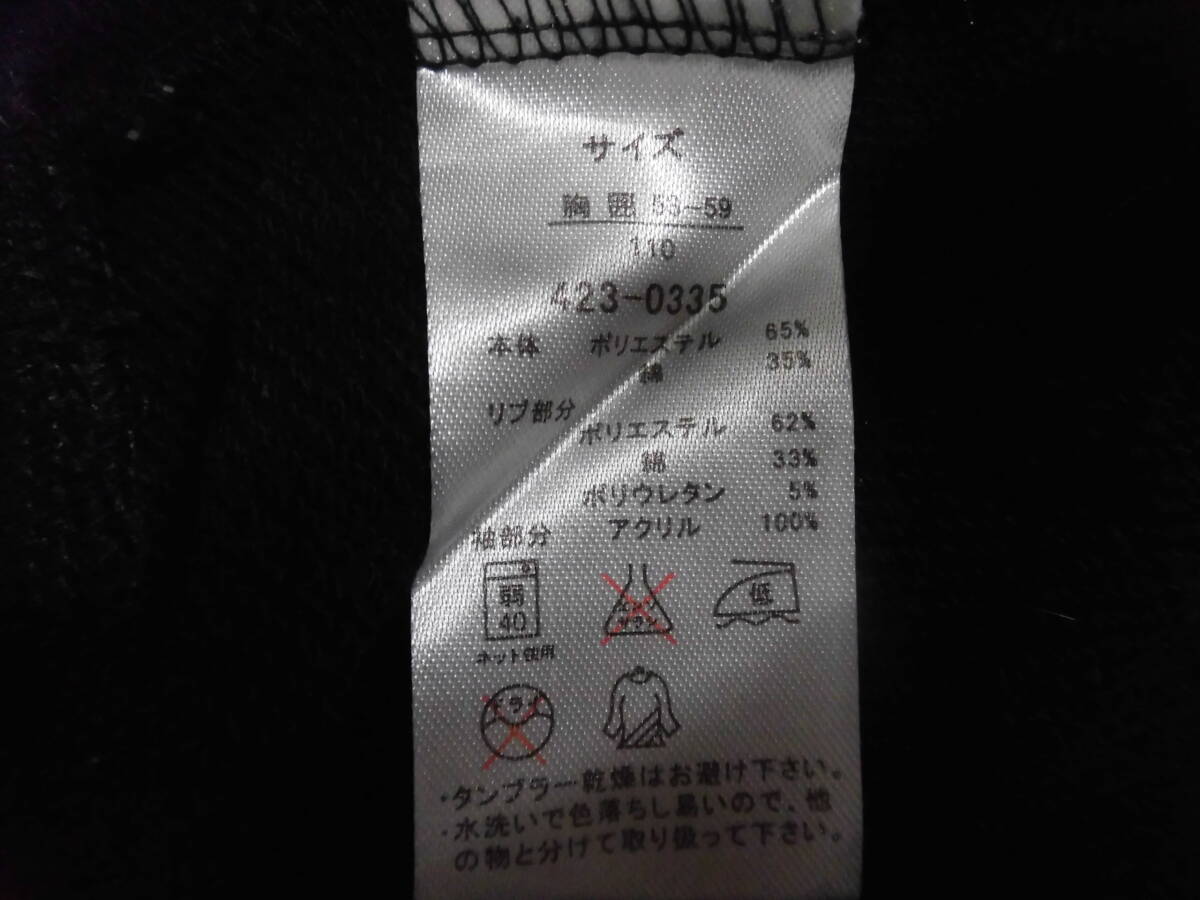 サイズ
胸囲 53-59
110
423-0335
本体 ポリエステル 65%
綿 35%
リブ部分
ポリエステル 62%
綿 33%
ポリウレタン 5%
袖部分 アクリル 100%
弱
40
低
ネット使用
ドライ
・タンブラー乾燥はお避け下さい。
・水洗いで色落ちし易いので、他
の物と分けて取り扱って下さい。